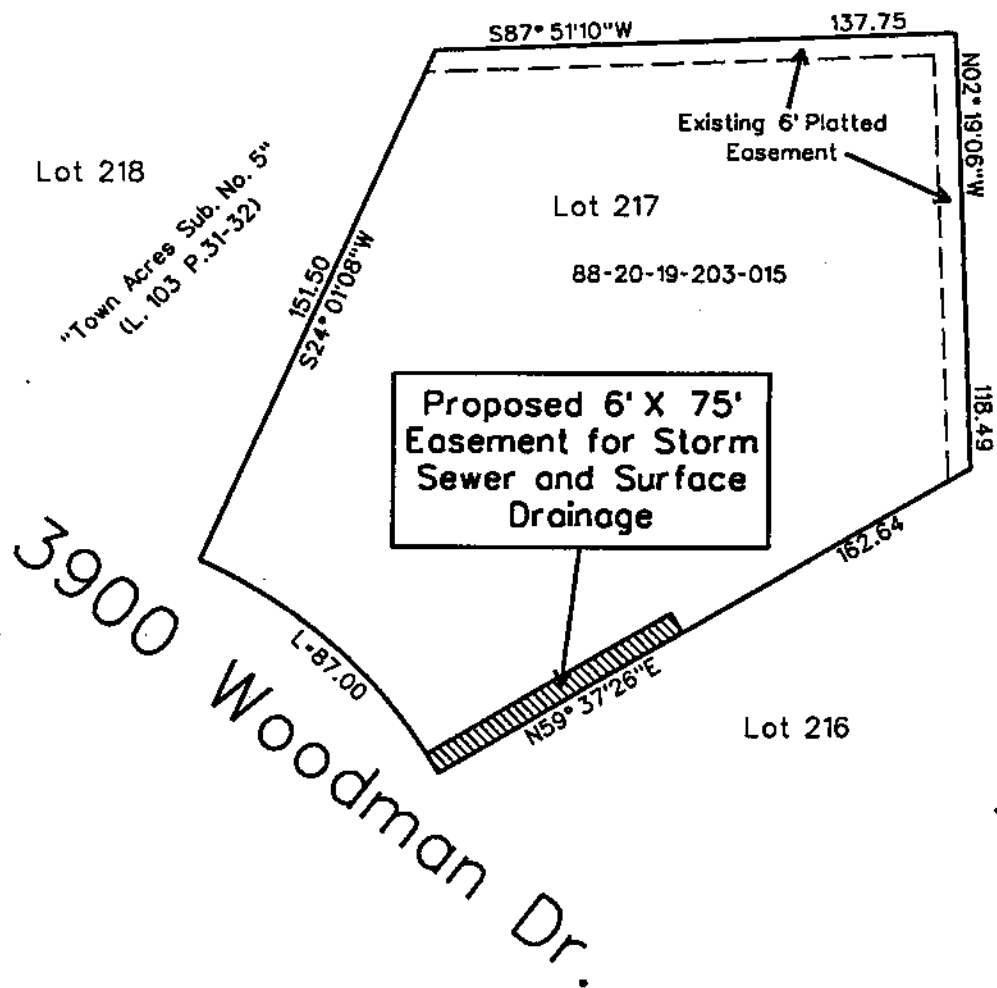 S87° 51'10"W
137.75
N02° 19'06"W
Existing 6' Platted
Easement
Lot 218
"Town Acres Sub. No. 5"
(L. 103 P.31-32)
Lot 217
88-20-19-203-015
151.50
S24° 01'08"W
Proposed 6' X 75'
Easement for Storm
Sewer and Surface
Drainage
118.49
162.64
3900 Woodman Dr.
L=87.00
N59° 37'26"E
Lot 216